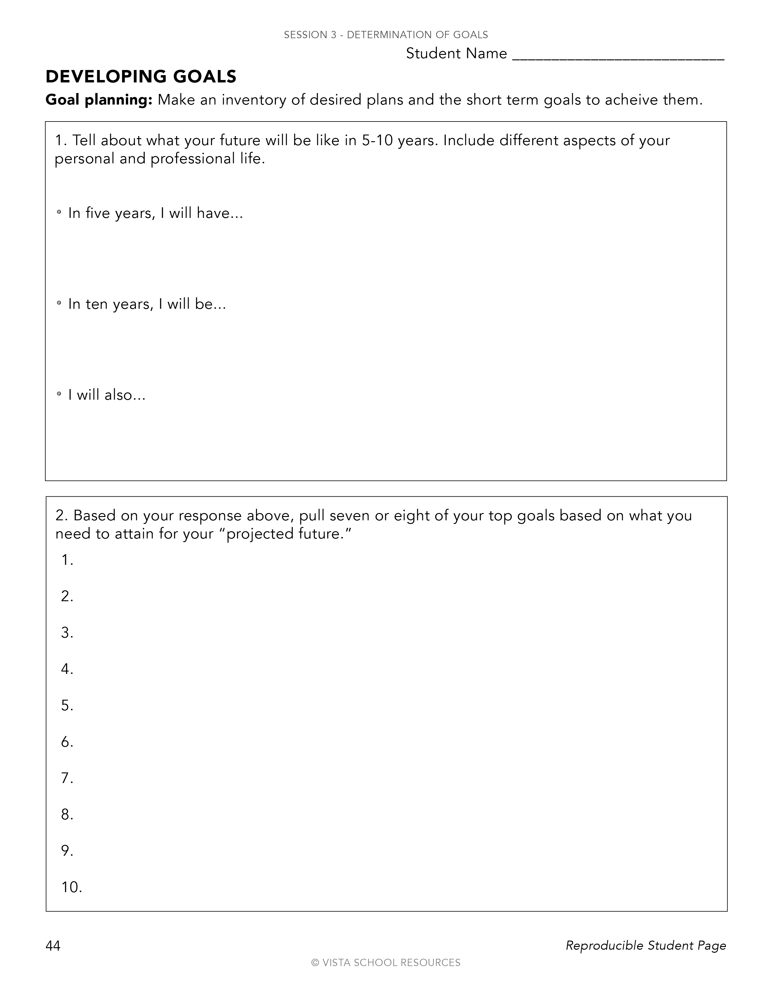 SESSION 3 - DETERMINATION OF GOALS
Student Name ___________________________
DEVELOPING GOALS
Goal planning: Make an inventory of desired plans and the short term goals to acheive them.
1. Tell about what your future will be like in 5-10 years. Include different aspects of your
personal and professional life.
• In five years, I will have...
• In ten years, I will be...
• I will also...
2. Based on your response above, pull seven or eight of your top goals based on what you
need to attain for your “projected future.”
1.
2.
3.
4.
5.
6.
7.
8.
9.
10.
44
Reproducible Student Page
© VISTA SCHOOL RESOURCES